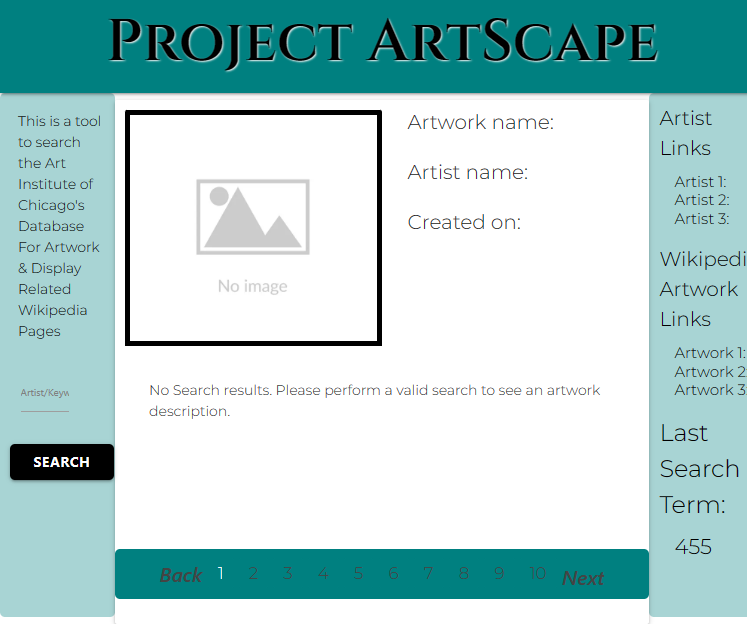 Project ArtScape
This is a tool
to search
the Art
Institute of
Chicago's
Database
For Artwork
& Display
Related
Wikipedia
Pages
Artist/Keyw
SEARCH
No image
Artwork name:
Artist name:
Created on:
No Search results. Please perform a valid search to see an artwork
description.
Back 1 2 3 4 5 6 7 8 9 10 Next
Artist
Links
Artist 1:
Artist 2:
Artist 3:
Wikipedi
Artwork
Links
Artwork 1:
Artwork 2
Artwork 3
Last
Search
Term:
455